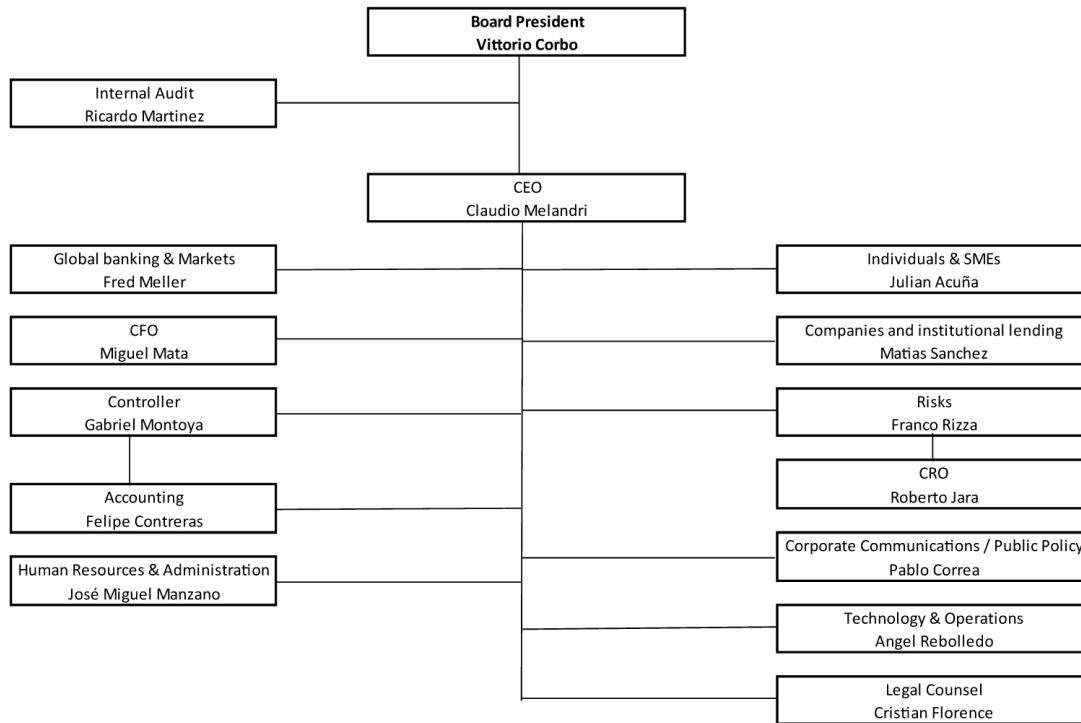 Board President
Vittorio Corbo
Internal Audit
Ricardo Martinez
CEO
Claudio Melandri
Global banking & Markets
Fred Meller
Individuals & SMEs
Julian Acuña
CFO
Miguel Mata
Companies and institutional lending
Matias Sanchez
Controller
Gabriel Montoya
Risks
Franco Rizza
CRO
Roberto Jara
Accounting
Felipe Contreras
Corporate Communications / Public Policy
Pablo Correa
Human Resources & Administration
José Miguel Manzano
Technology & Operations
Angel Rebolledo
Legal Counsel
Cristian Florence